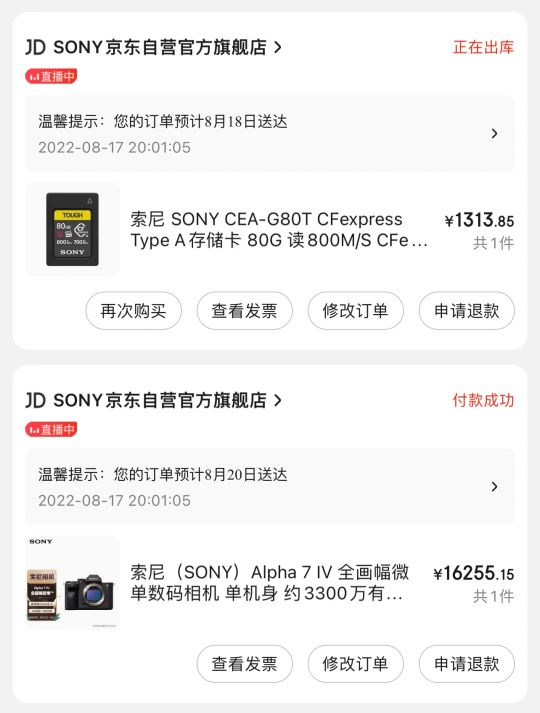 JD SONY京东自营官方旗舰店 >
正在出库
直播中
温馨提示：您的订单预计8月18日送达
2022-08-17 20:01:05
TOUGH
80GB
800 700
SONY
索尼 SONY CEA-G80T CFexpress
Type A存储卡 80G 读800M/S CFe...
¥1313.85
共1件
再次购买
查看发票
修改订单
申请退款
JD SONY京东自营官方旗舰店 >
付款成功
直播中
温馨提示：您的订单预计8月20日送达
2022-08-17 20:01:05
SONY
索尼相机
Alpha 7 IV
全画幅微单
索尼（SONY）Alpha 7 IV 全画幅微
单数码相机 单机身 约3300万有...
¥16255.15
共1件
查看发票
修改订单
申请退款